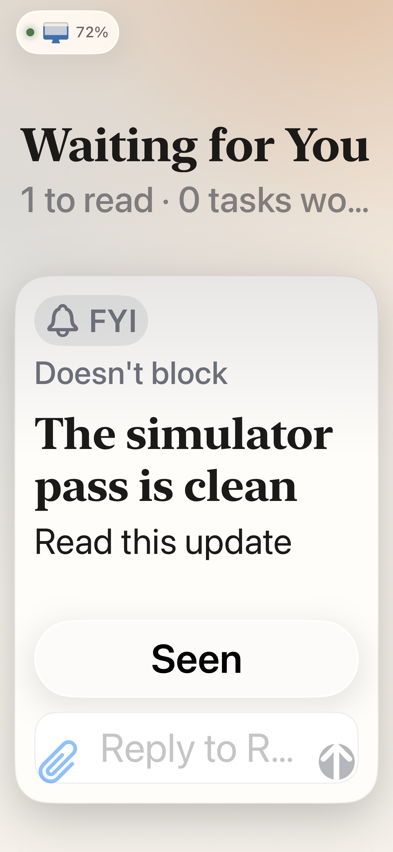 72%
Waiting for You
1 to read · 0 tasks wo...
FYI
Doesn't block
The simulator
pass is clean
Read this update
Seen
Reply to R...